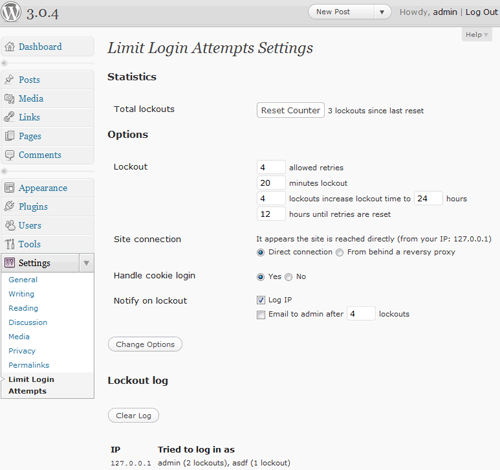 3.0.4
New Post
Howdy, admin | Log Out
Help
Dashboard
Posts
Media
Links
Pages
Comments
Appearance
Plugins
Users
Tools
Settings
General
Writing
Reading
Discussion
Media
Privacy
Permalinks
Limit Login
Attempts
Limit Login Attempts Settings
Statistics
Total lockouts Reset Counter 3 lockouts since last reset
Options
Lockout 4 allowed retries
20 minutes lockout
4 lockouts increase lockout time to 24 hours
12 hours until retries are reset
Site connection It appears the site is reached directly (from your IP: 127.0.0.1)
Direct connection From behind a reversy proxy
Handle cookie login Yes No
Notify on lockout Log IP
Email to admin after 4 lockouts
Change Options
Lockout log
Clear Log
IP Tried to log in as
127.0.0.1 admin (2 lockouts), asdf (1 lockout)